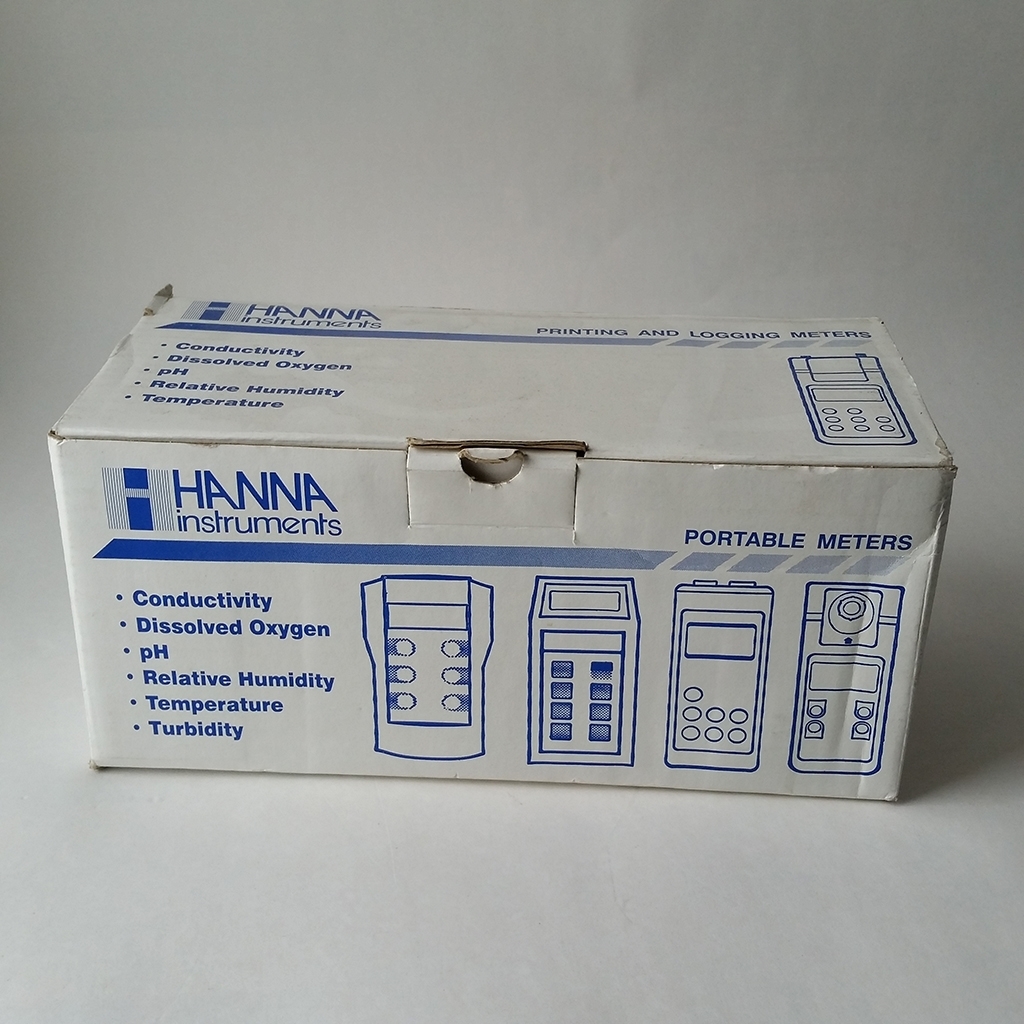 HANNA
instruments
PRINTING AND LOGGING METERS
• Conductivity
• Dissolved Oxygen
• pH
• Relative Humidity
• Temperature
HANNA
instruments
PORTABLE METERS
• Conductivity
• Dissolved Oxygen
• pH
• Relative Humidity
• Temperature
• Turbidity